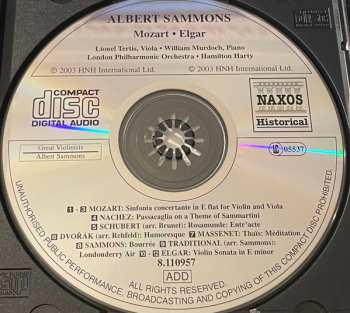 ALBERT SAMMONS
Mozart • Elgar
Lionel Tertis, Viola • William Murdoch, Piano
London Philharmonic Orchestra • Hamilton Harty
℗ 2003 HNH International Ltd.
© 2003 HNH International Ltd.
COMPACT
disc
DIGITAL AUDIO
NAXOS
Historical
Great Violinists
Albert Sammons
LC 05537
1 - 3 MOZART: Sinfonia concertante in E flat for Violin and Viola
4 NACHEZ: Passacaglia on a Theme of Sammartini
5 SCHUBERT (arr. Brunet): Rosamunde: Entr'acte
6 DVOŘÁK (arr. Rehfeld): Humoresque 7 MASSENET: Thaïs: Méditation
8 SAMMONS: Bourrée 9 TRADITIONAL (arr. Sammons):
Londonderry Air 10 - 12 ELGAR: Violin Sonata in E minor
8.110957
ADD
ALL RIGHTS RESERVED.
UNAUTHORISED PUBLIC PERFORMANCE, BROADCASTING AND COPYING OF THIS COMPACT DISC PROHIBITED